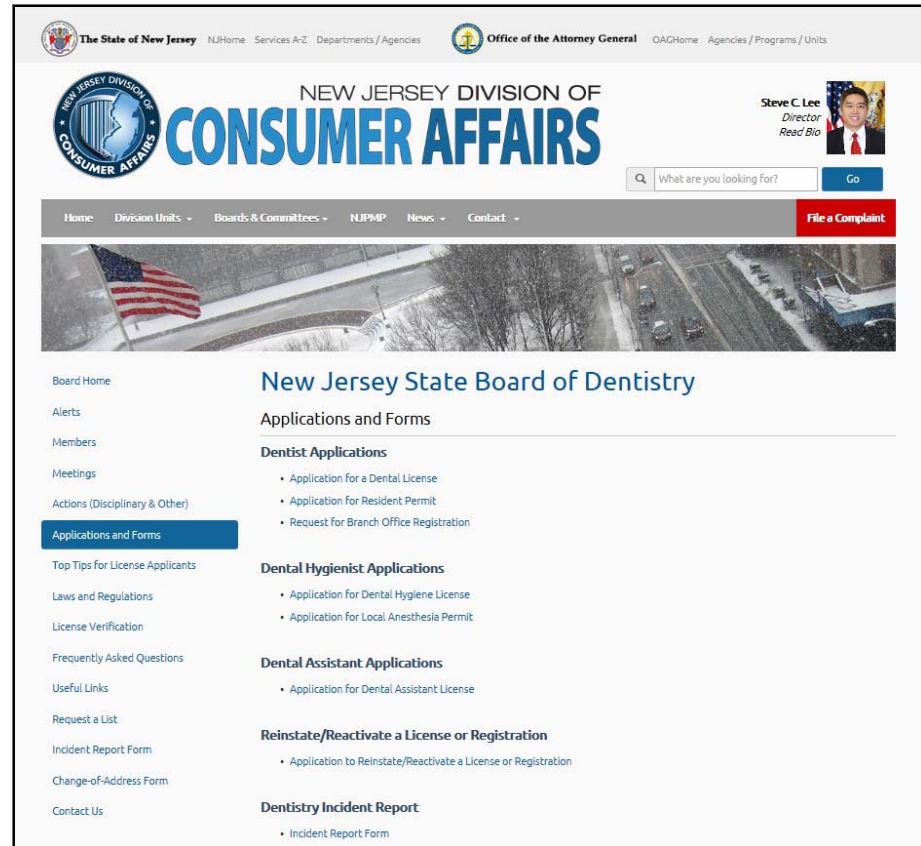 The State of New Jersey NJHome Services A-Z Departments / Agencies Office of the Attorney General OAGHome Agencies / Programs / Units
NEW JERSEY DIVISION OF
CONSUMER AFFAIRS
NEW JERSEY DIVISION OF
CONSUMER AFFAIRS
Steve C. Lee
Director
Read Bio
What are you looking for? Go
Home Division Units Boards & Committees NJPMP News Contact File a Complaint
Board Home
Alerts
Members
Meetings
Actions (Disciplinary & Other)
Applications and Forms
Top Tips for License Applicants
Laws and Regulations
License Verification
Frequently Asked Questions
Useful Links
Request a List
Incident Report Form
Change-of-Address Form
Contact Us
New Jersey State Board of Dentistry
Applications and Forms
Dentist Applications
• Application for a Dental License
• Application for Resident Permit
• Request for Branch Office Registration
Dental Hygienist Applications
• Application for Dental Hygiene License
• Application for Local Anesthesia Permit
Dental Assistant Applications
• Application for Dental Assistant License
Reinstate/Reactivate a License or Registration
• Application to Reinstate/Reactivate a License or Registration
Dentistry Incident Report
• Incident Report Form